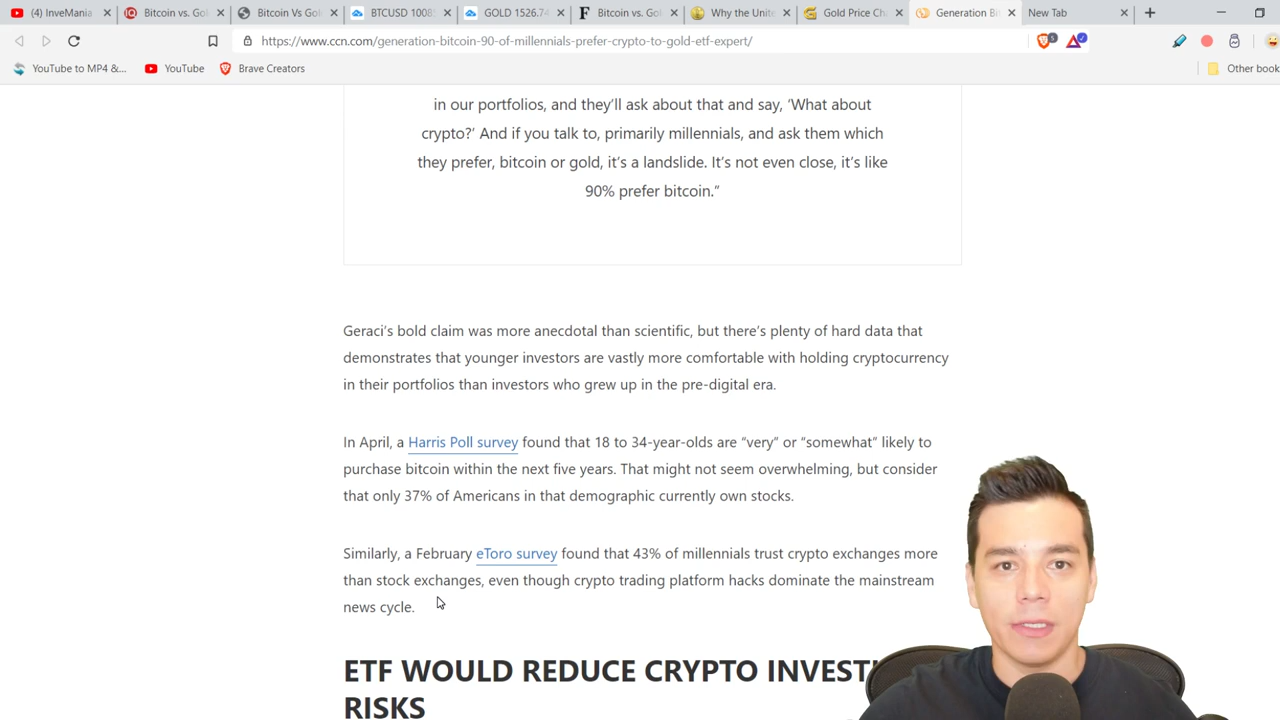 (4) InveMania
Bitcoin vs. Gol
Bitcoin Vs Gol
BTCUSD 1008
GOLD 1526.74
Bitcoin vs. Gol
Why the Unite
Gold Price Ch
Generation Bi
New Tab
https://www.ccn.com/generation-bitcoin-90-of-millennials-prefer-crypto-to-gold-etf-expert/
5
YouTube to MP4 &...
YouTube
Brave Creators
Other book
in our portfolios, and they’ll ask about that and say, ‘What about
crypto?’ And if you talk to, primarily millennials, and ask them which
they prefer, bitcoin or gold, it’s a landslide. It’s not even close, it’s like
90% prefer bitcoin.”
Geraci’s bold claim was more anecdotal than scientific, but there’s plenty of hard data that
demonstrates that younger investors are vastly more comfortable with holding cryptocurrency
in their portfolios than investors who grew up in the pre-digital era.
In April, a Harris Poll survey found that 18 to 34-year-olds are “very” or “somewhat” likely to
purchase bitcoin within the next five years. That might not seem overwhelming, but consider
that only 37% of Americans in that demographic currently own stocks.
Similarly, a February eToro survey found that 43% of millennials trust crypto exchanges more
than stock exchanges, even though crypto trading platform hacks dominate the mainstream
news cycle.
ETF WOULD REDUCE CRYPTO INVEST
RISKS